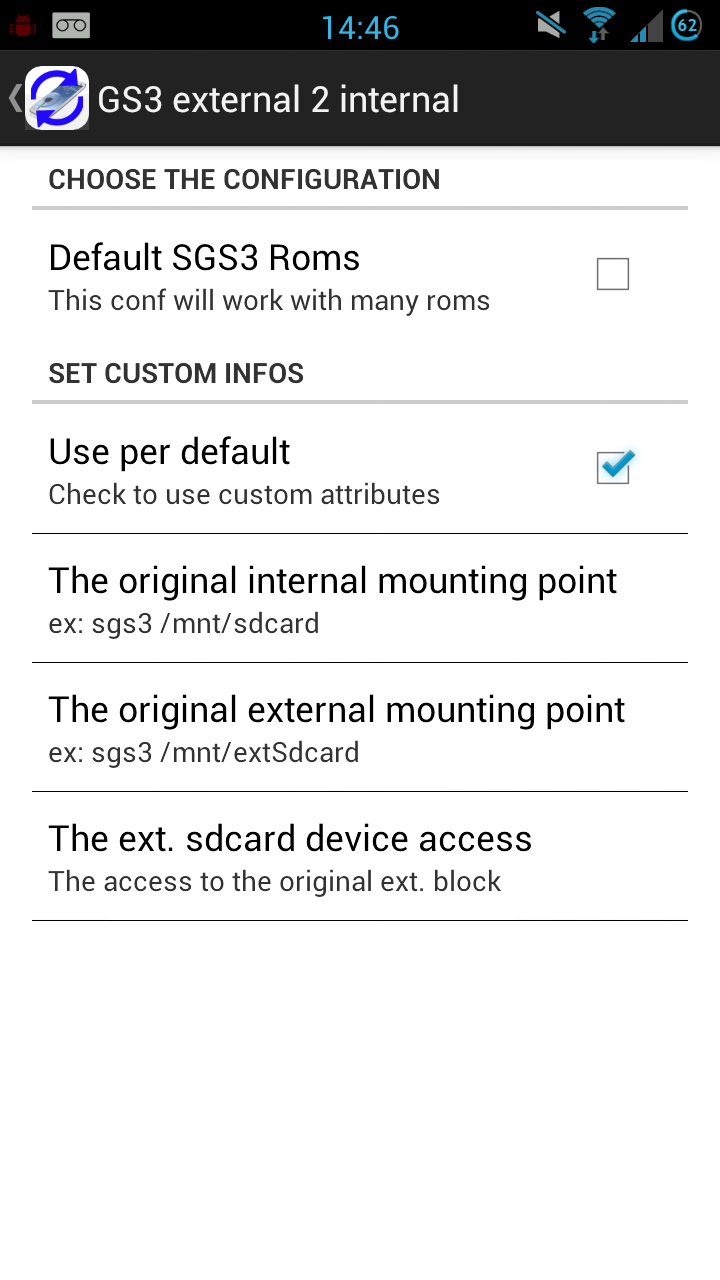 14:46
62
GS3 external 2 internal
CHOOSE THE CONFIGURATION
Default SGS3 Roms
This conf will work with many roms
SET CUSTOM INFOS
Use per default
Check to use custom attributes
The original internal mounting point
ex: sgs3 /mnt/sdcard
The original external mounting point
ex: sgs3 /mnt/extSdcard
The ext. sdcard device access
The access to the original ext. block